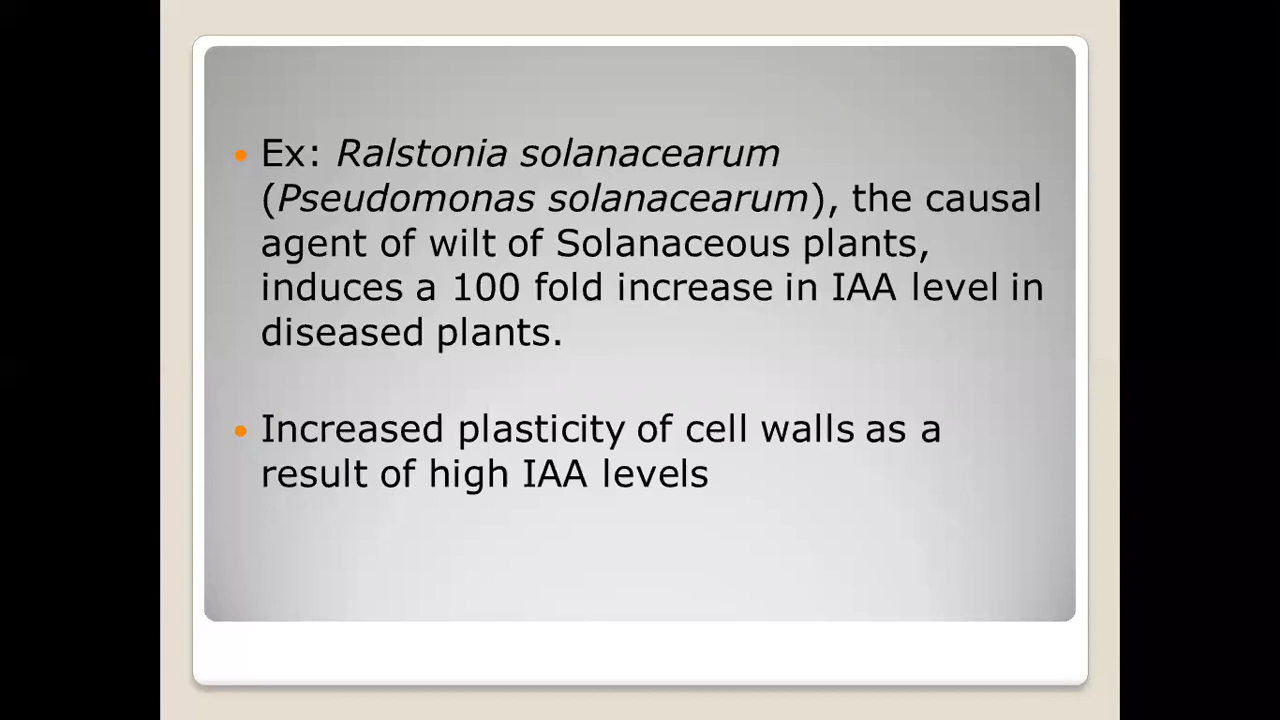 Ex: Ralstonia solanacearum
(Pseudomonas solanacearum), the causal
agent of wilt of Solanaceous plants,
induces a 100 fold increase in IAA level in
diseased plants.
Increased plasticity of cell walls as a
result of high IAA levels